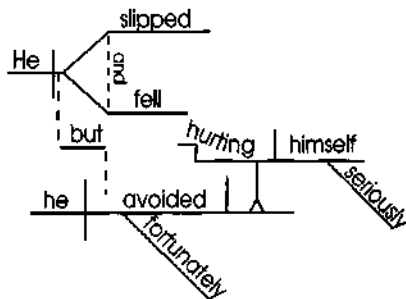 slipped
He
and
fell
but
hurting himself
seriously
he avoided
fortunately